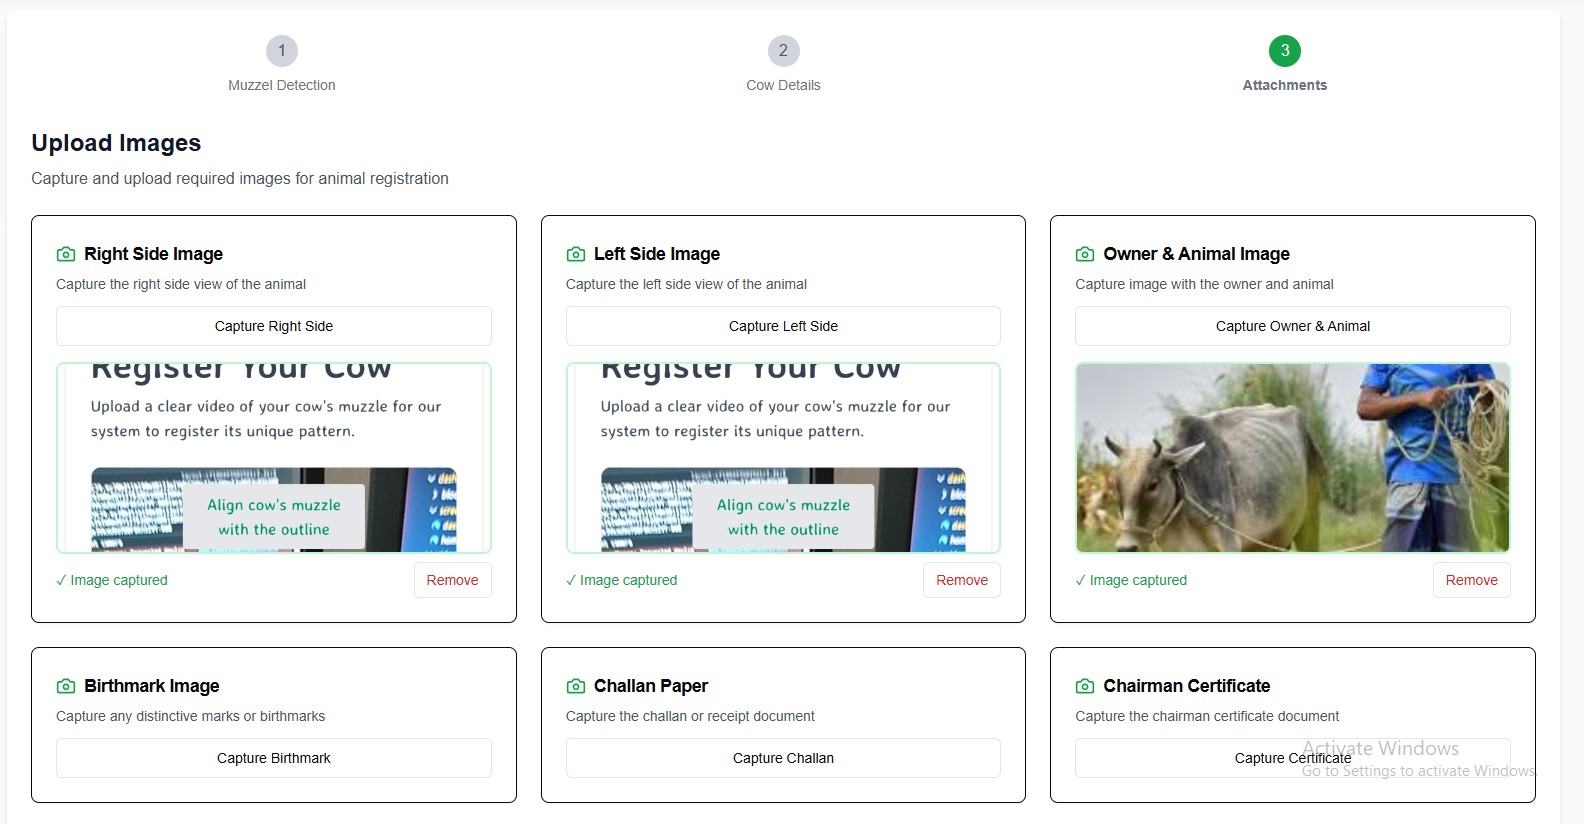 1
2
3
Muzzel Detection
Cow Details
Attachments
Upload Images
Capture and upload required images for animal registration
Right Side Image
Capture the right side view of the animal
Capture Right Side
Register Your Cow
Upload a clear video of your cow's muzzle for our
system to register its unique pattern.
Align cow's muzzle
with the outline
✓ Image captured
Remove
Left Side Image
Capture the left side view of the animal
Capture Left Side
Register Your Cow
Upload a clear video of your cow's muzzle for our
system to register its unique pattern.
Align cow's muzzle
with the outline
✓ Image captured
Remove
Owner & Animal Image
Capture image with the owner and animal
Capture Owner & Animal
✓ Image captured
Remove
Birthmark Image
Capture any distinctive marks or birthmarks
Capture Birthmark
Challan Paper
Capture the challan or receipt document
Capture Challan
Chairman Certificate
Capture the chairman certificate document
Capture Certificate
Activate Windows
Go to Settings to activate Windows.